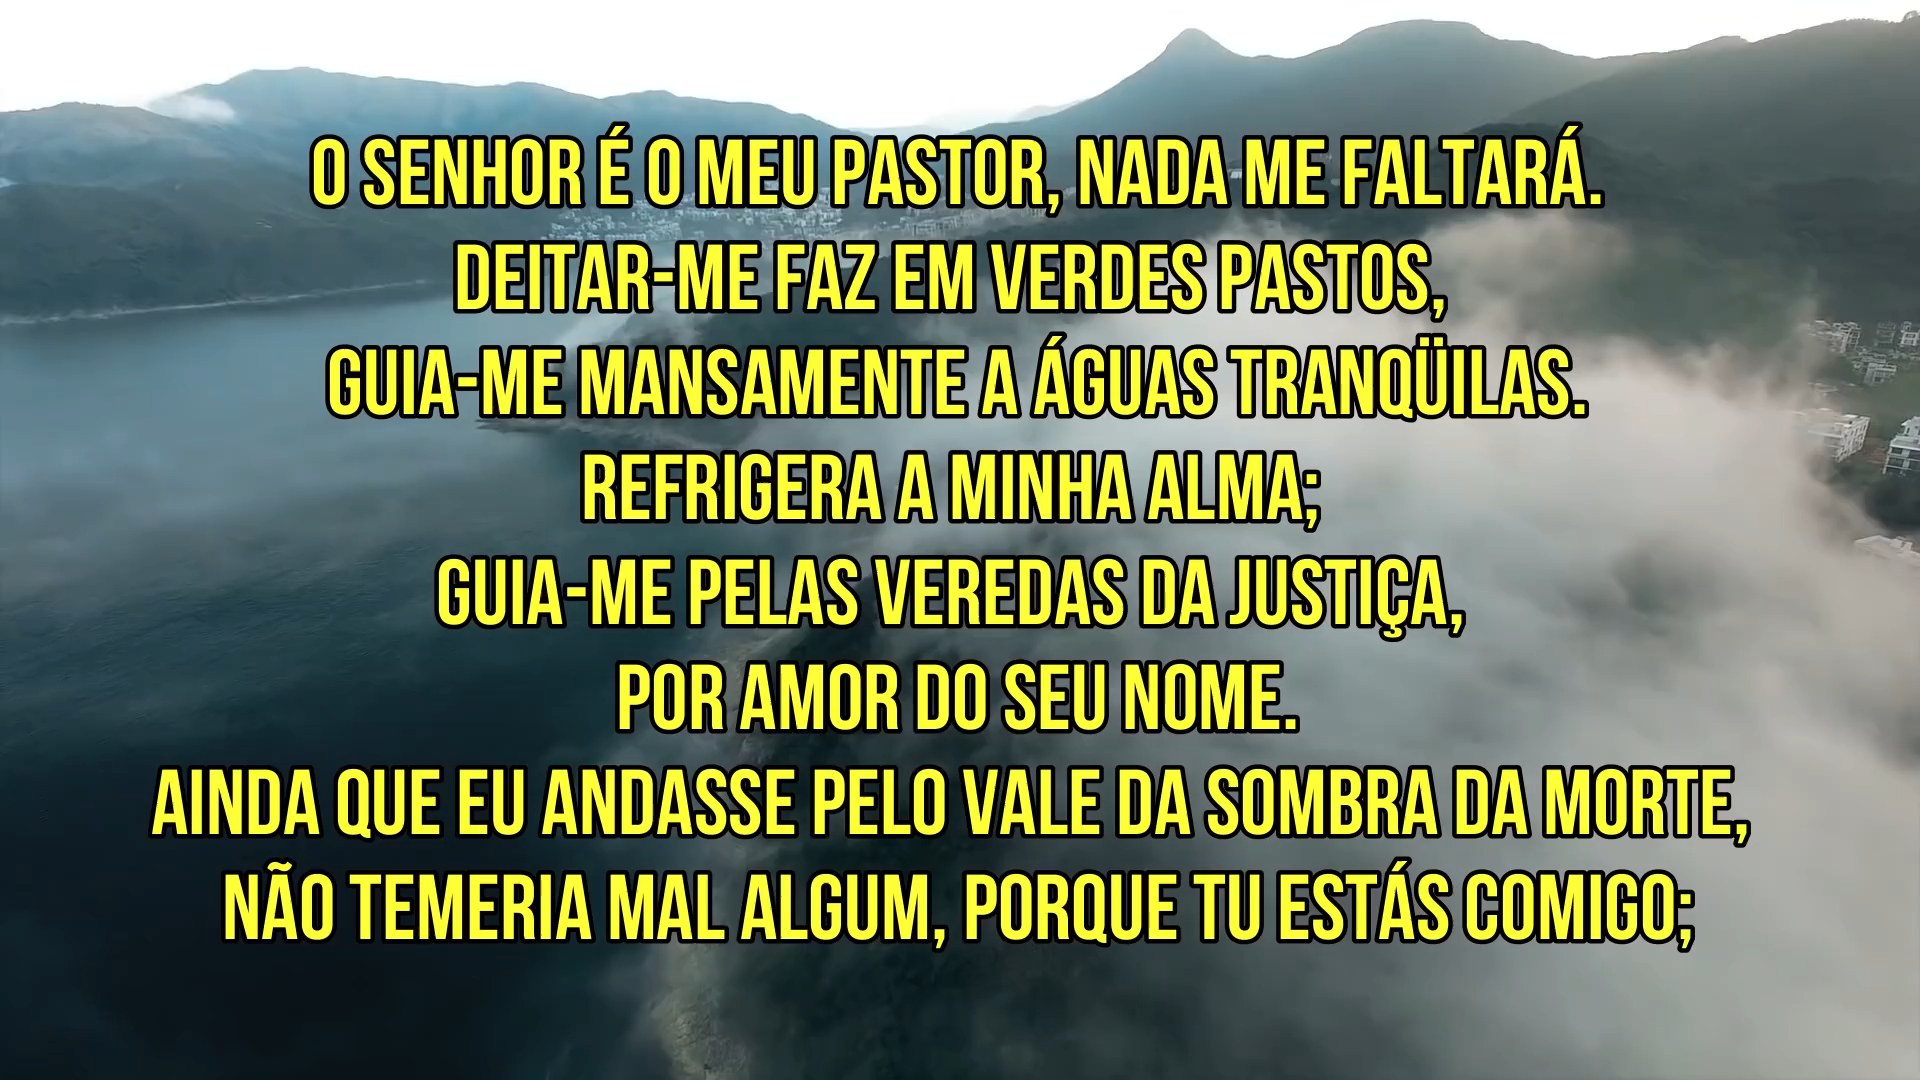 O SENHOR É O MEU PASTOR, NADA ME FALTARÁ.
DEITAR-ME FAZ EM VERDES PASTOS,
GUIA-ME MANSAMENTE A ÁGUAS TRANQÜILAS.
REFRIGERA A MINHA ALMA;
GUIA-ME PELAS VEREDAS DA JUSTIÇA,
POR AMOR DO SEU NOME.
AINDA QUE EU ANDASSE PELO VALE DA SOMBRA DA MORTE,
NÃO TEMERIA MAL ALGUM, PORQUE TU ESTÁS COMIGO;